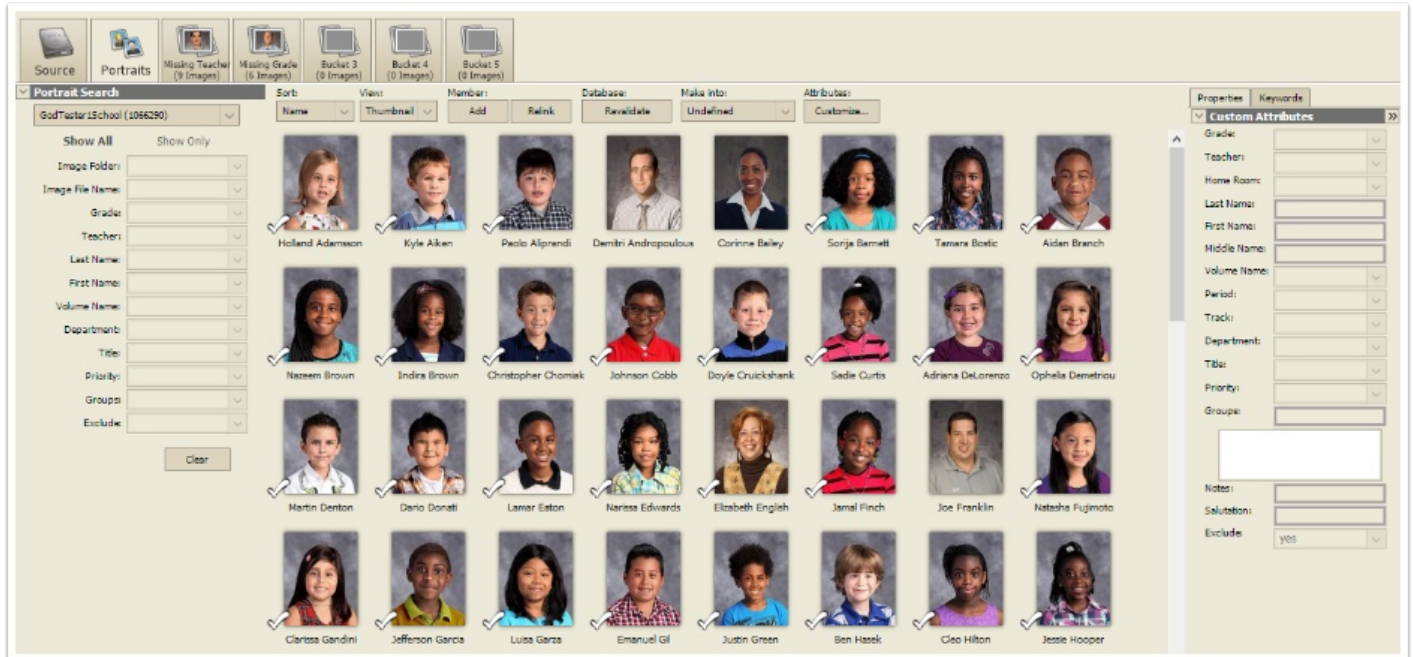 Source
Portraits
Missing Teacher
(9 Images)
Missing Grade
(6 Images)
Bucket 3
(0 Images)
Bucket 4
(0 Images)
Bucket 5
(0 Images)
Portrait Search
GodTester1School (1066290)
Show All Show Only
Image Folder:
Image File Name:
Grade:
Teacher:
Last Name:
First Name:
Volume Name:
Department:
Title:
Priority:
Groups:
Exclude:
Clear
Sort: View: Member: Database: Make into: Attributes:
Name Thumbnail Add Relink Revalidate Undefined Customize...
Holland Adamsson Kyle Aiken Paolo Aliprandi Demitri Andropoulous Corinne Bailey Sorija Barnett Tamara Bostic Aidan Branch
Nazeem Brown Indira Brown Christopher Chomiak Johnson Cobb Doyle Cruickshank Sadie Curtis Adriana DeLorenzo Ophelia Demetriou
Martin Denton Dario Donati Lamar Eaton Narissa Edwards Elizabeth English Jamal Finch Joe Franklin Natasha Fujimoto
Clarissa Gandini Jefferson Garcia Luisa Garza Emanuel Gil Justin Green Ben Hasek Cleo Hilton Jessie Hooper
Properties Keywords
Custom Attributes
Grade:
Teacher:
Home Room:
Last Name:
First Name:
Middle Name:
Volume Name:
Period:
Track:
Department:
Title:
Priority:
Groups:
Notes:
Salutation:
Exclude: yes